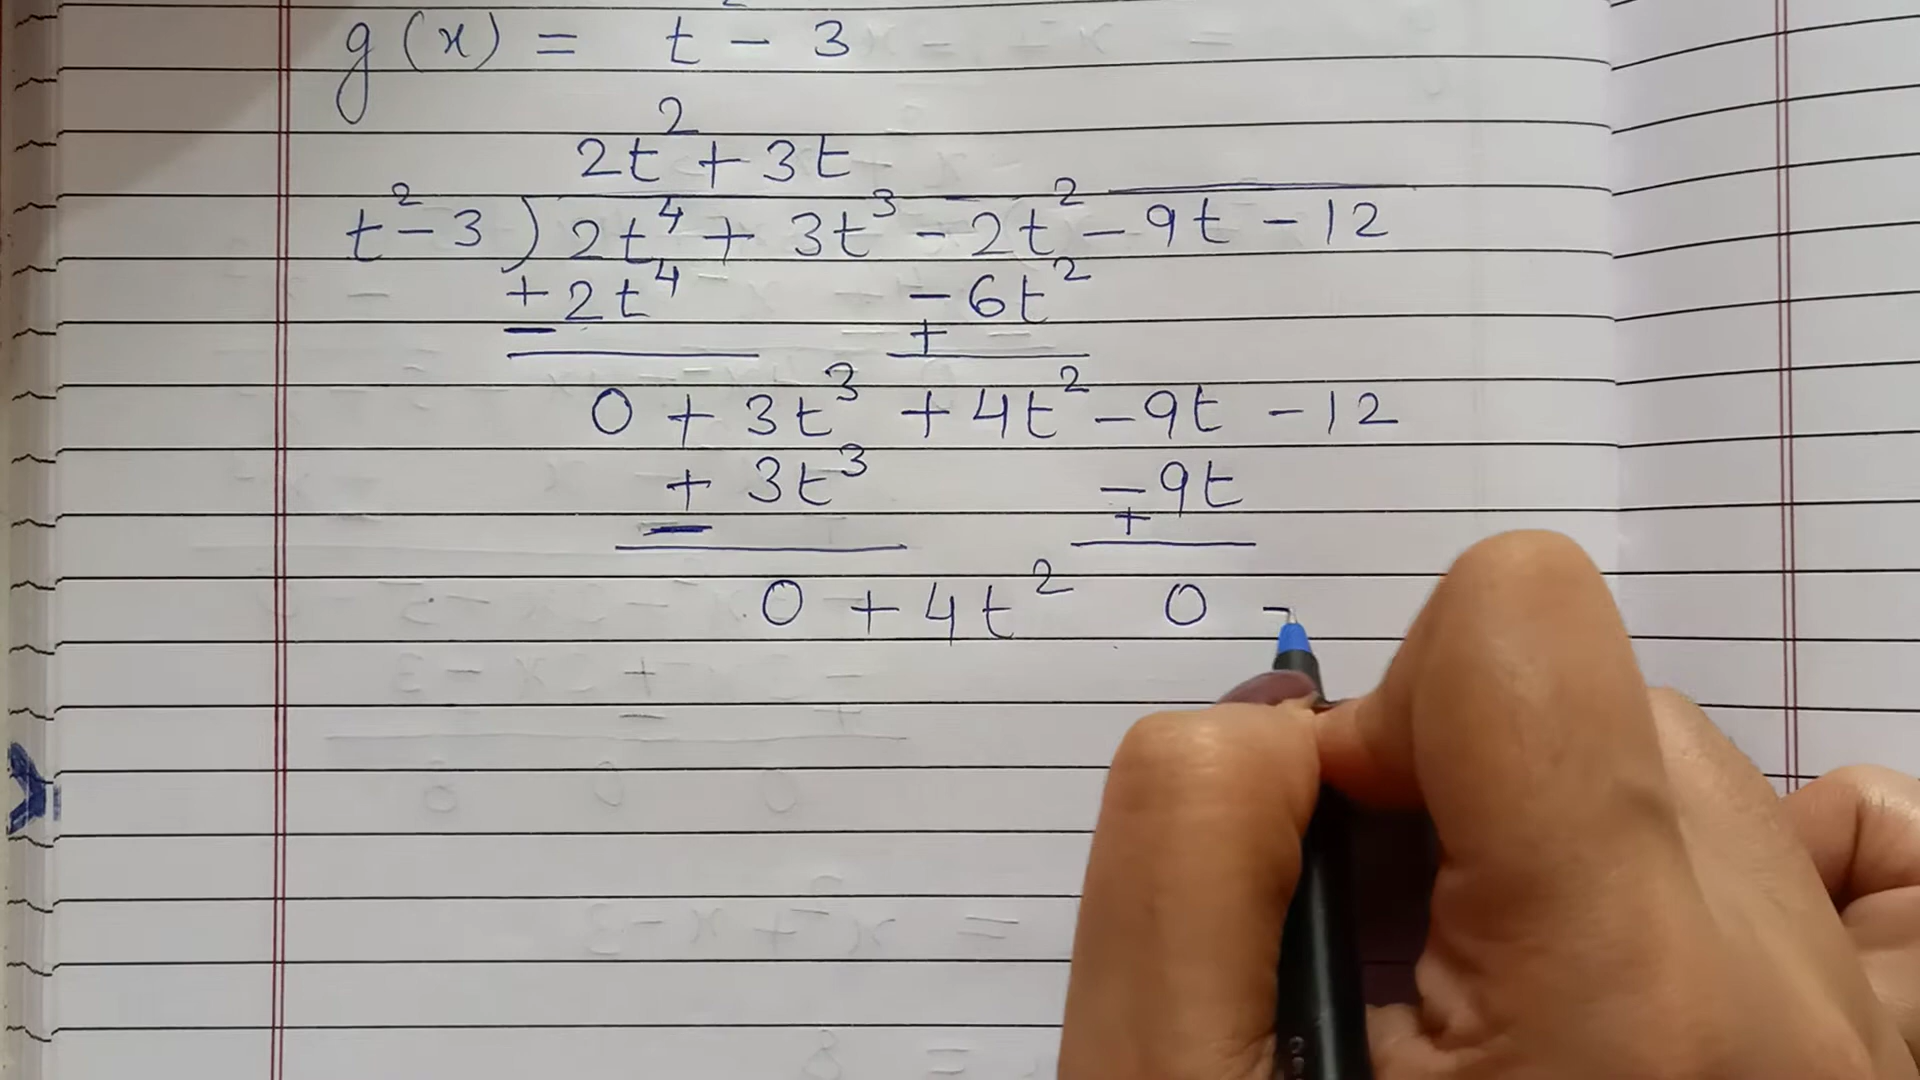 g(x) = t² - 3
2t² + 3t
t² - 3 ) 2t⁴ + 3t³ - 2t² - 9t - 12
+ 2t⁴ - 6t²
- +
0 + 3t³ + 4t² - 9t - 12
+ 3t³ - 9t
- +
0 + 4t² 0 -